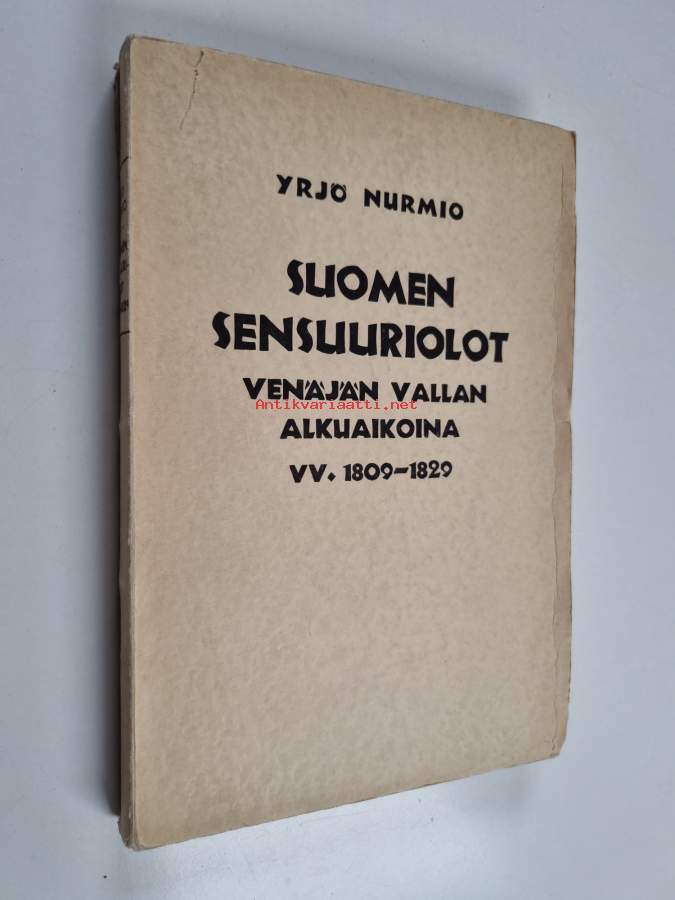 YRJÖ NURMIO
SUOMEN
SENSUURIOLOT
VENÄJÄN VALLAN
Antikvariaatti.net
ALKUAIKOINA
VV. 1809-1829